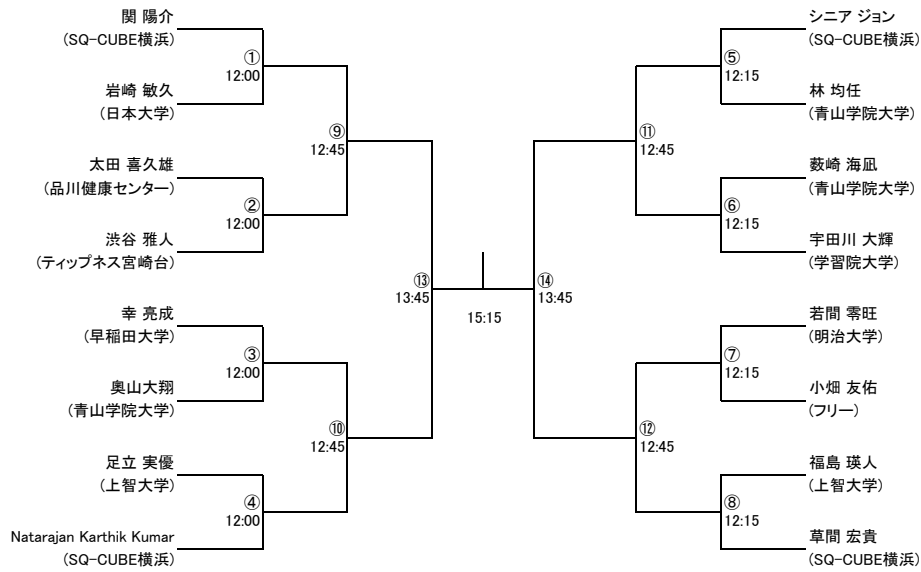 関 陽介
(SQ-CUBE横浜)
①
12:00
岩崎 敏久
(日本大学)
⑨
12:45
太田 喜久雄
(品川健康センター)
②
12:00
渋谷 雅人
(ティップネス宮崎台)
⑬
13:45
幸 亮成
(早稲田大学)
③
12:00
奥山大翔
(青山学院大学)
⑩
12:45
足立 実優
(上智大学)
④
12:00
Natarajan Karthik Kumar
(SQ-CUBE横浜)
15:15
シニア ジョン
(SQ-CUBE横浜)
⑤
12:15
林 均任
(青山学院大学)
⑪
12:45
薮崎 海凪
(青山学院大学)
⑥
12:15
宇田川 大輝
(学習院大学)
⑭
13:45
若間 零旺
(明治大学)
⑦
12:15
小畑 友佑
(フリー)
⑫
12:45
福島 瑛人
(上智大学)
⑧
12:15
草間 宏貴
(SQ-CUBE横浜)